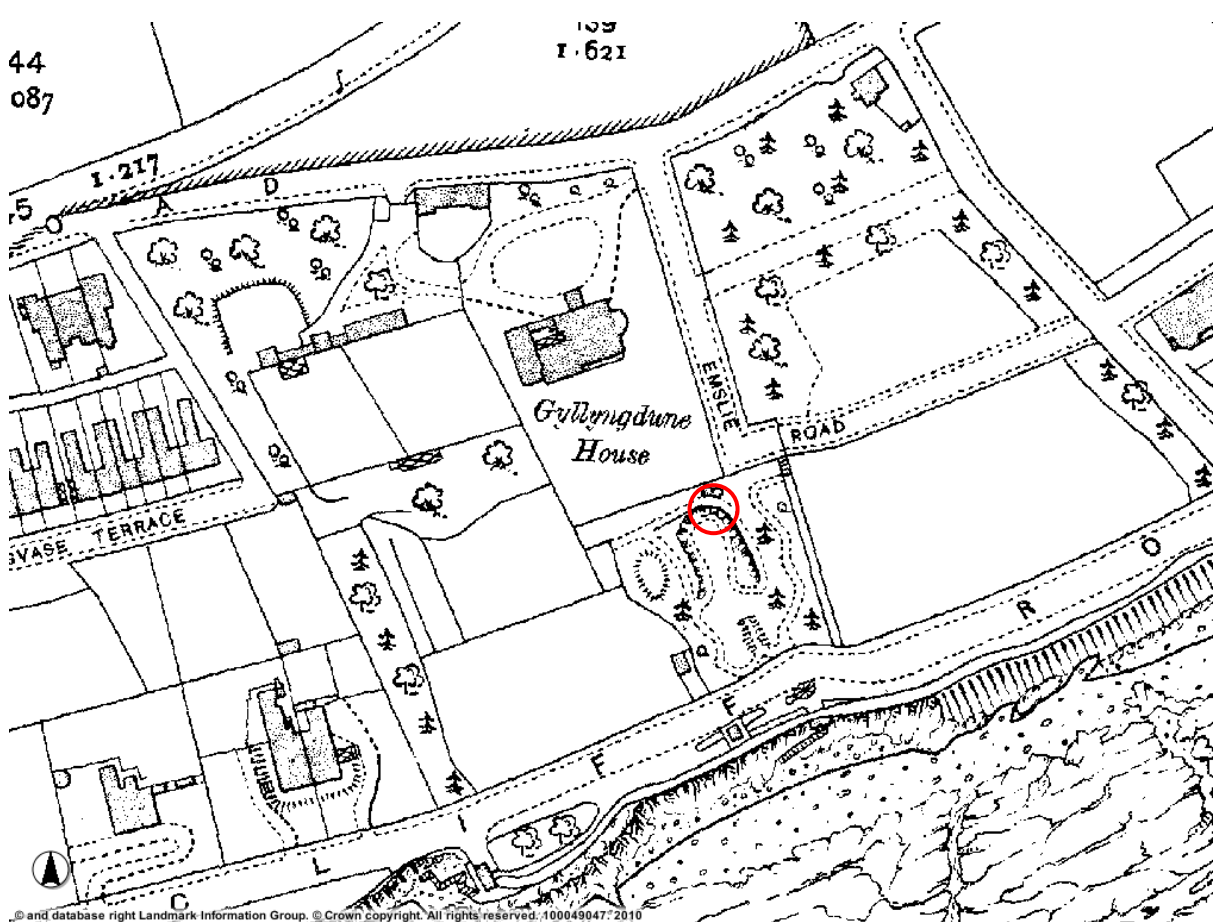 44
087
1·621
1·217
A D
EMSLIE
ROAD
Gyllyngdune
House
VASE TERRACE
C L I F F R O
© and database right Landmark Information Group. © Crown copyright. All rights reserved. 100049047. 2010